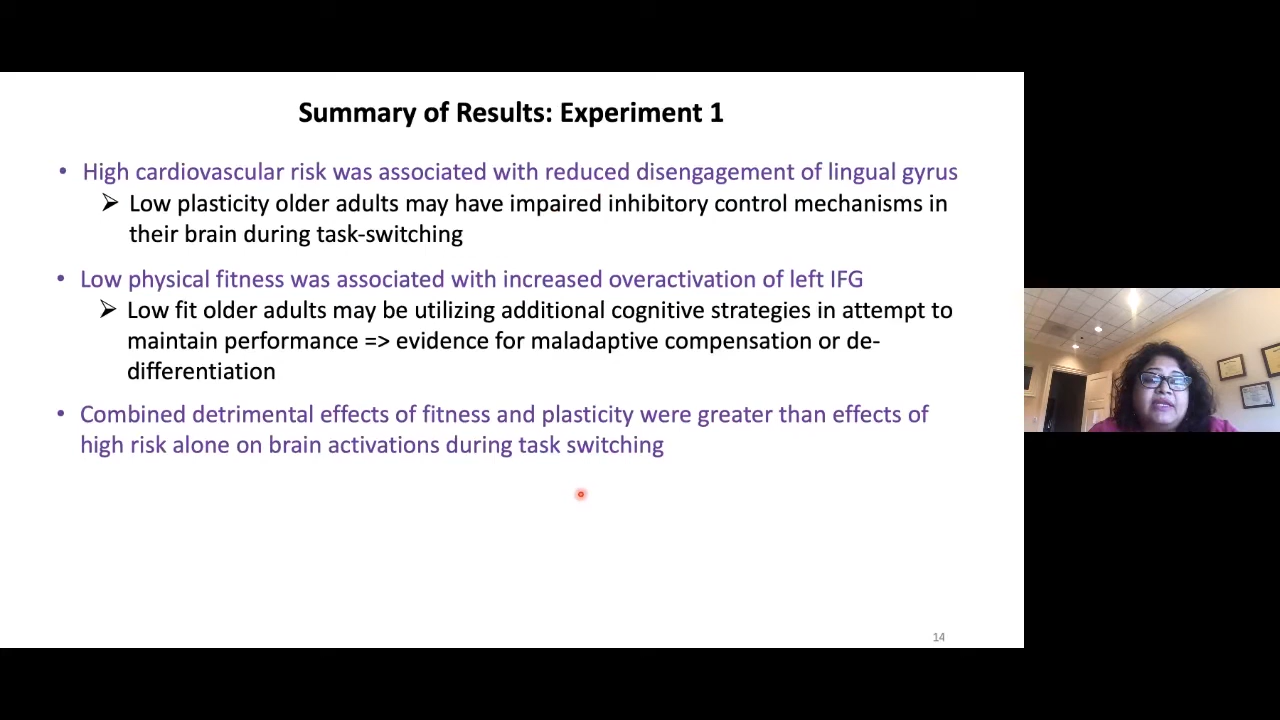 Summary of Results: Experiment 1
• High cardiovascular risk was associated with reduced disengagement of lingual gyrus
➢ Low plasticity older adults may have impaired inhibitory control mechanisms in
their brain during task-switching
• Low physical fitness was associated with increased overactivation of left IFG
➢ Low fit older adults may be utilizing additional cognitive strategies in attempt to
maintain performance => evidence for maladaptive compensation or de-
differentiation
• Combined detrimental effects of fitness and plasticity were greater than effects of
high risk alone on brain activations during task switching
14